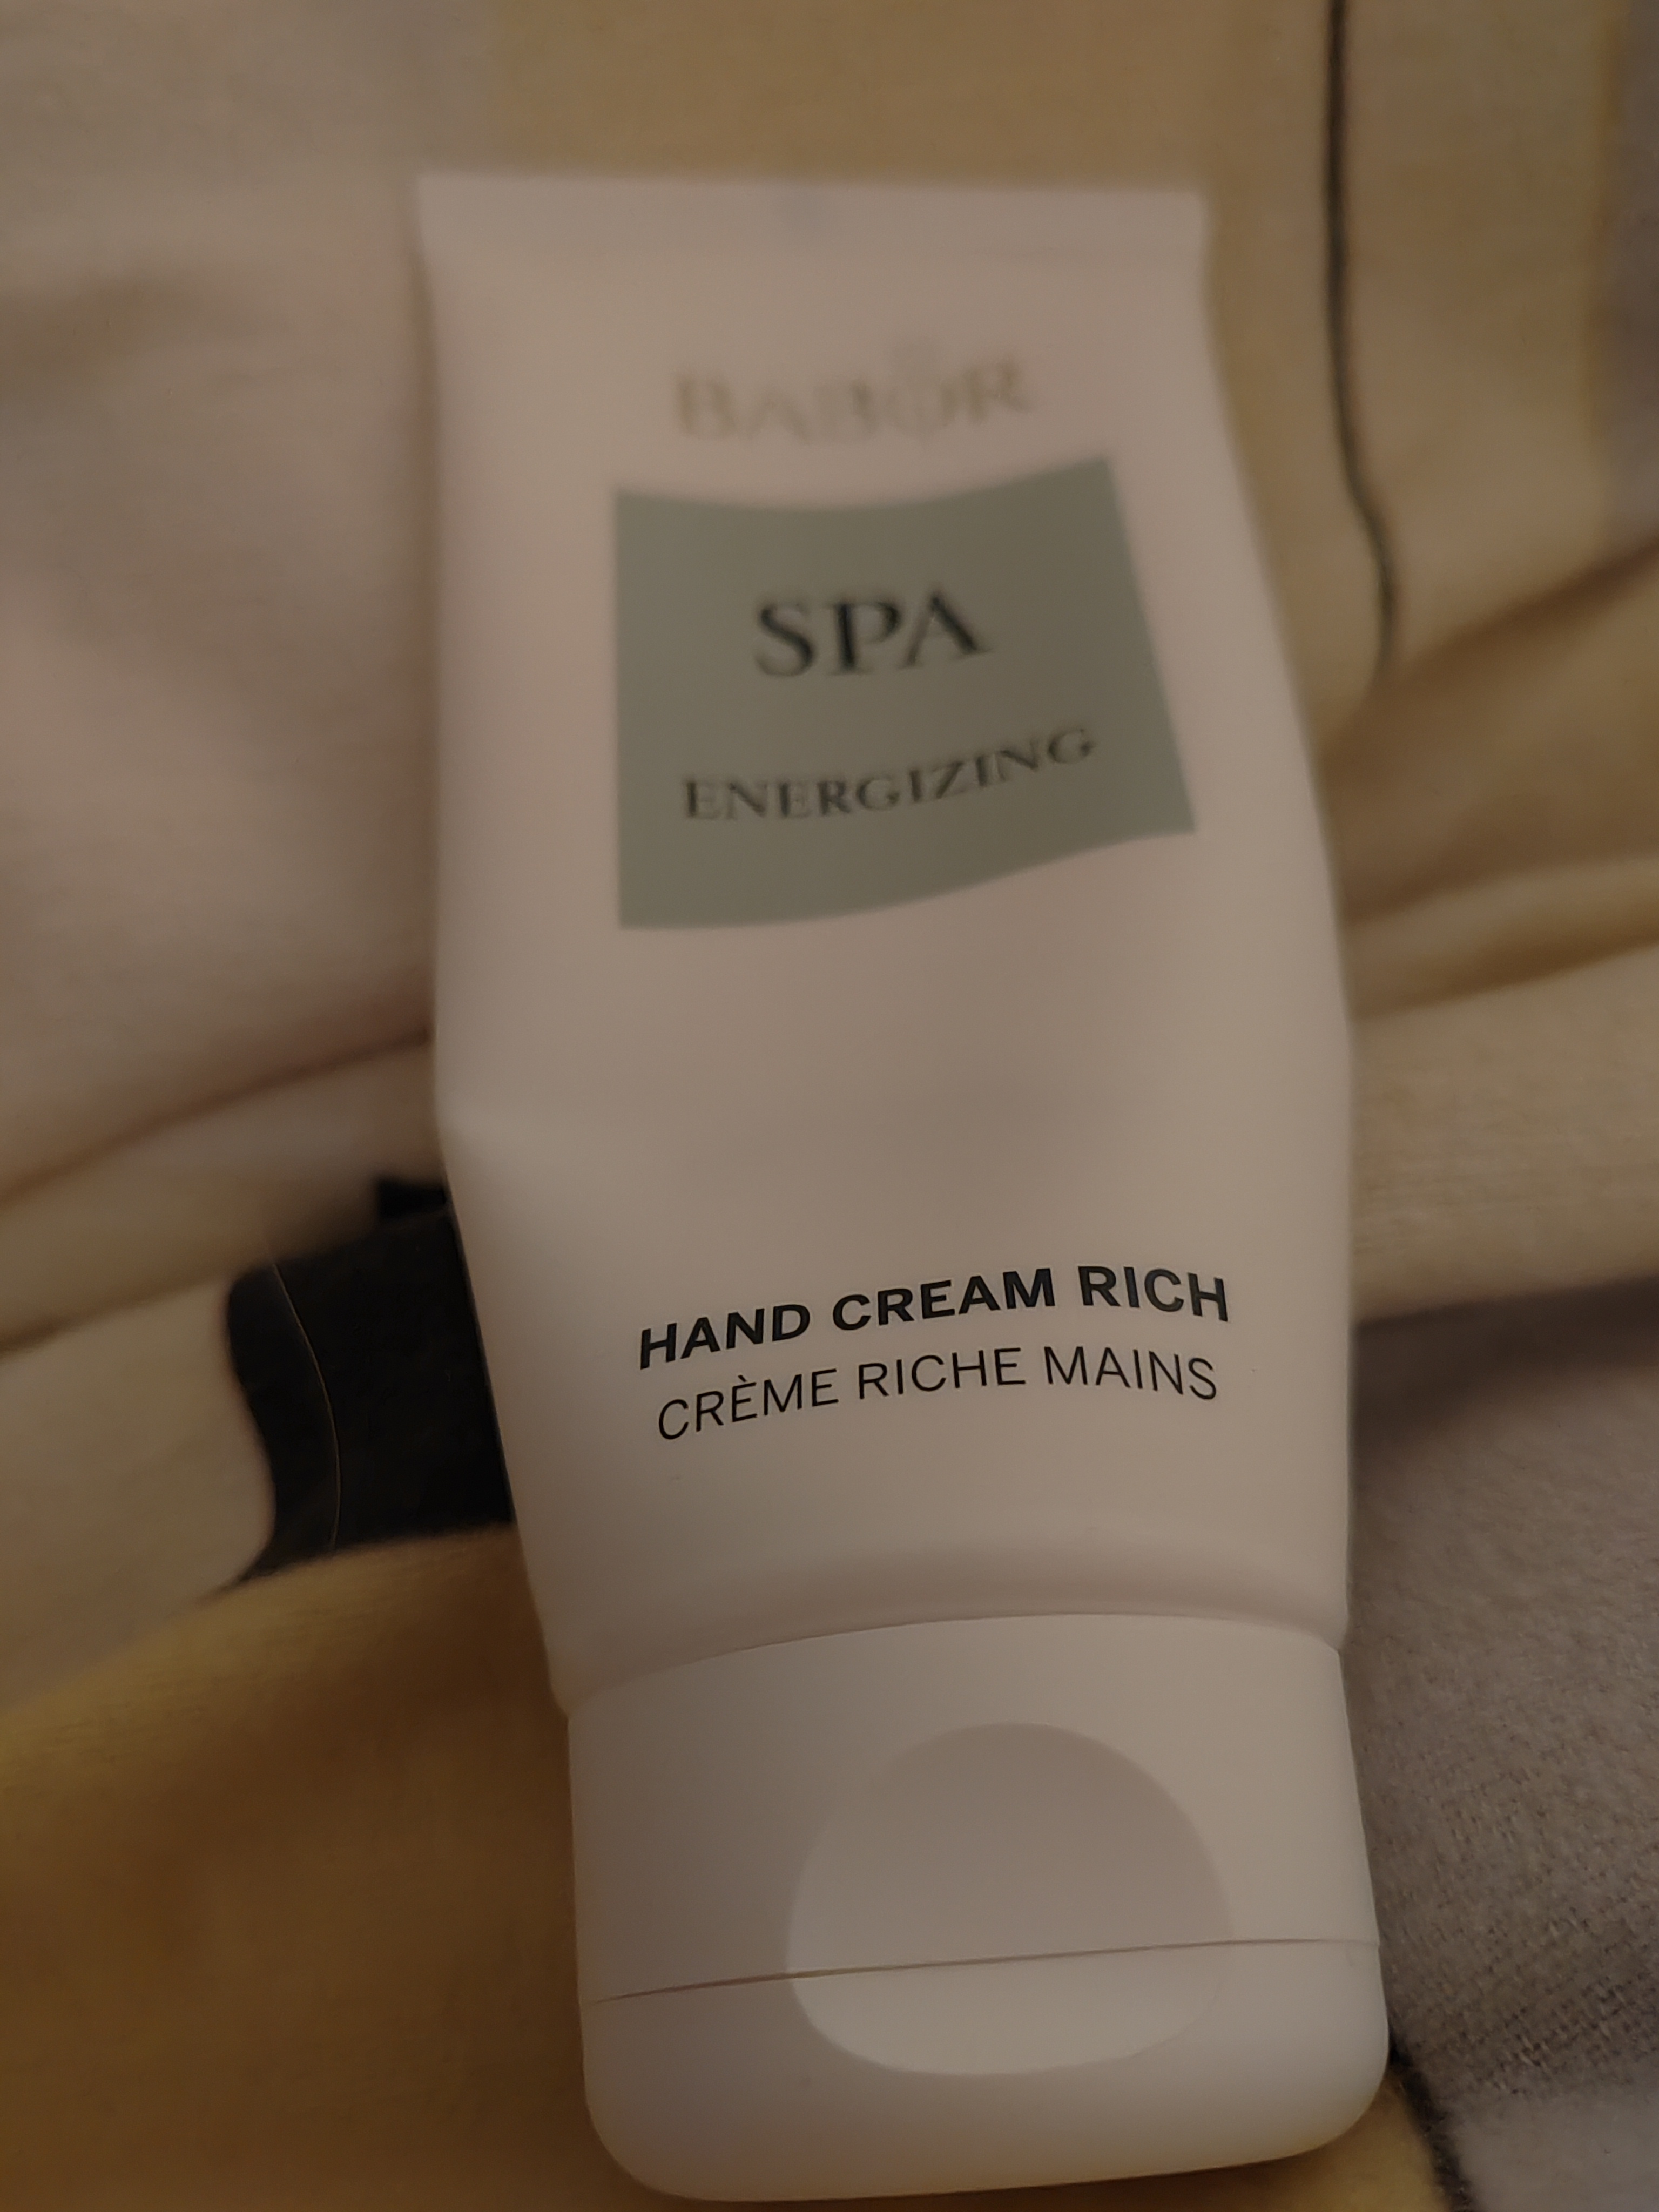 BABOR
SPA
ENERGIZING
HAND CREAM RICH
CRÈME RICHE MAINS